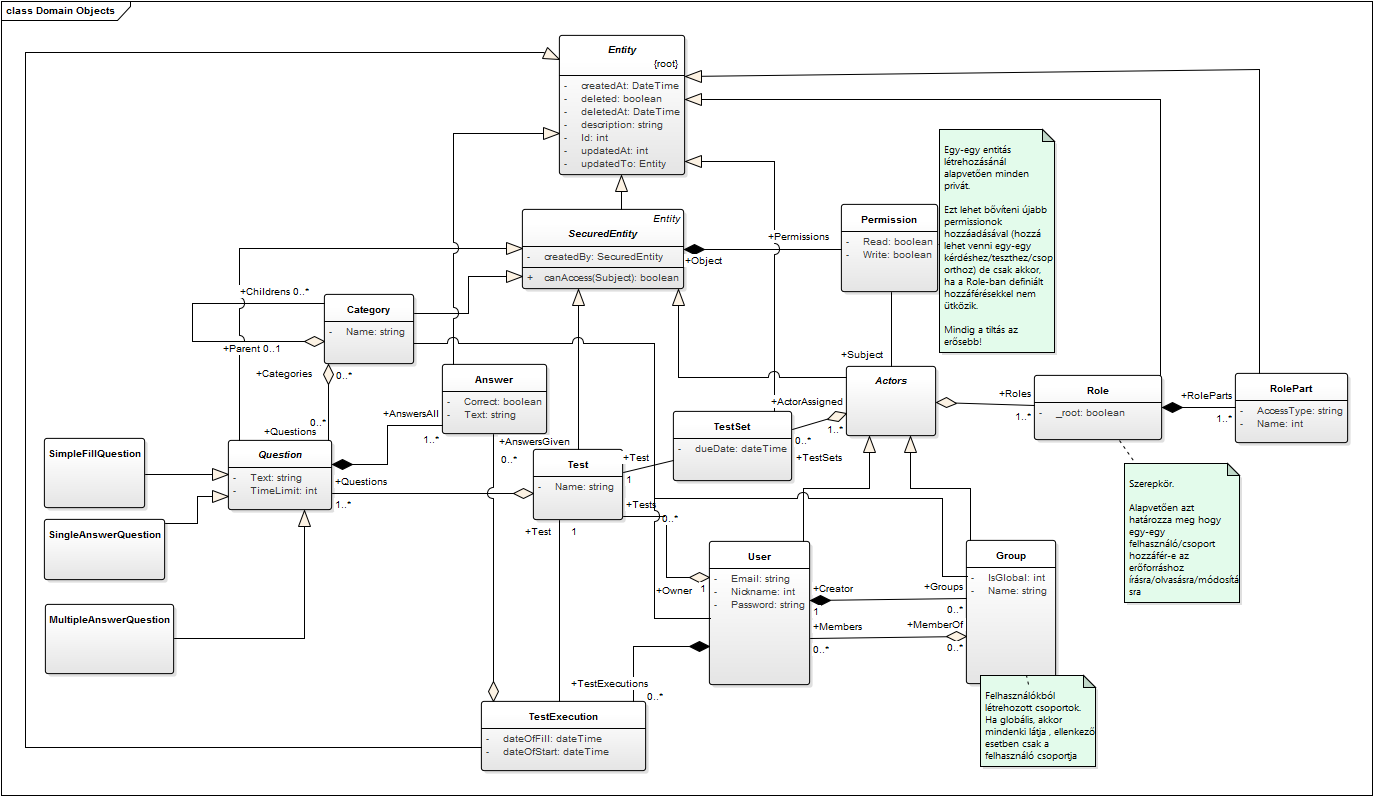 class Domain Objects
Entity
{root}
- createdAt: DateTime
- deleted: boolean
- deletedAt: DateTime
- description: string
- Id: int
- updatedAt: int
- updatedTo: Entity
Entity
SecuredEntity
- createdBy: SecuredEntity
+ canAccess(Subject): boolean
+Permissions
+Object
Permission
- Read: boolean
- Write: boolean
Egy-egy entitás
létrehozásánál
alapvetően minden
privát.
Ezt lehet bővíteni újabb
permissionok
hozzáadásával (hozzá
lehet venni egy-egy
kérdéshez/teszthez/csop
orthoz) de csak akkor,
ha a Role-ban definiált
hozzáférésekkel nem
ütközik.
Mindig a tiltás az
erősebb!
+Childrens 0..*
Category
- Name: string
+Parent 0..1
+Categories
0..*
+Subject
Answer
- Correct: boolean
- Text: string
Actors
+Roles
1..*
Role
- _root: boolean
+RoleParts
1..*
RolePart
- AccessType: string
- Name: int
+ActorAssigned
1..*
TestSet
- dueDate: dateTime
0..*
+TestSets
+AnswersAll
1..*
0..*
+Questions
Question
- Text: string
- TimeLimit: int
+AnswersGiven
0..*
SimpleFillQuestion
SingleAnswerQuestion
MultipleAnswerQuestion
+Questions
1..*
Test
- Name: string
+Test
1
+Tests
0..*
+Test
1
Szerepkör.
Alapvetően azt
határozza meg hogy
egy-egy
felhasználó/csoport
hozzáfér-e az
erőforráshoz
írásra/olvasásra/módosítá
sra
User
- Email: string
- Nickname: int
- Password: string
+Owner
1
+Creator
1
+Groups
0..*
+Members
0..*
+MemberOf
0..*
Group
- IsGlobal: int
- Name: string
+TestExecutions
0..*
TestExecution
- dateOfFill: dateTime
- dateOfStart: dateTime
Felhasználókból
létrehozott csoportok.
Ha globális, akkor
mindenki látja , ellenkező
esetben csak a
felhasználó csoportja